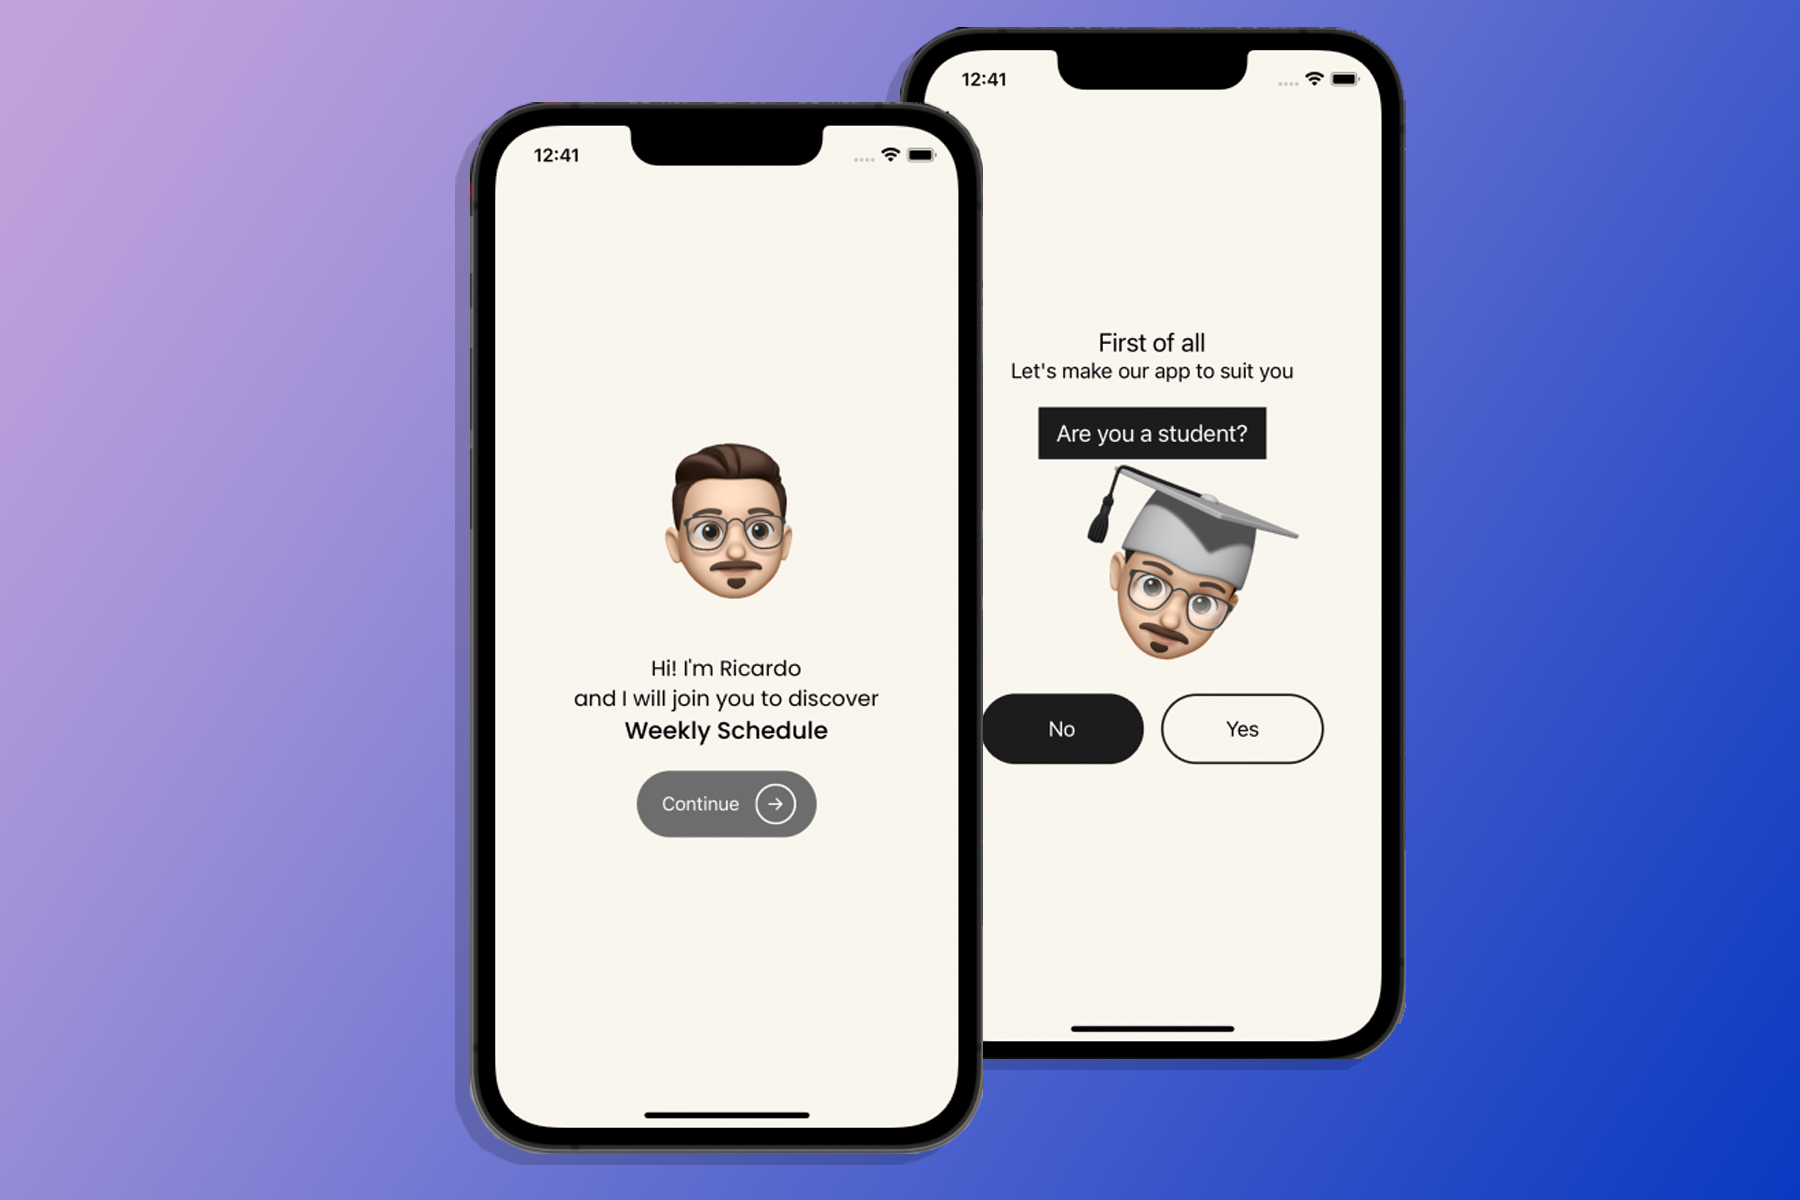 12:41
Hi! I'm Ricardo
and I will join you to discover
Weekly Schedule
Continue
12:41
First of all
Let's make our app to suit you
Are you a student?
No
Yes